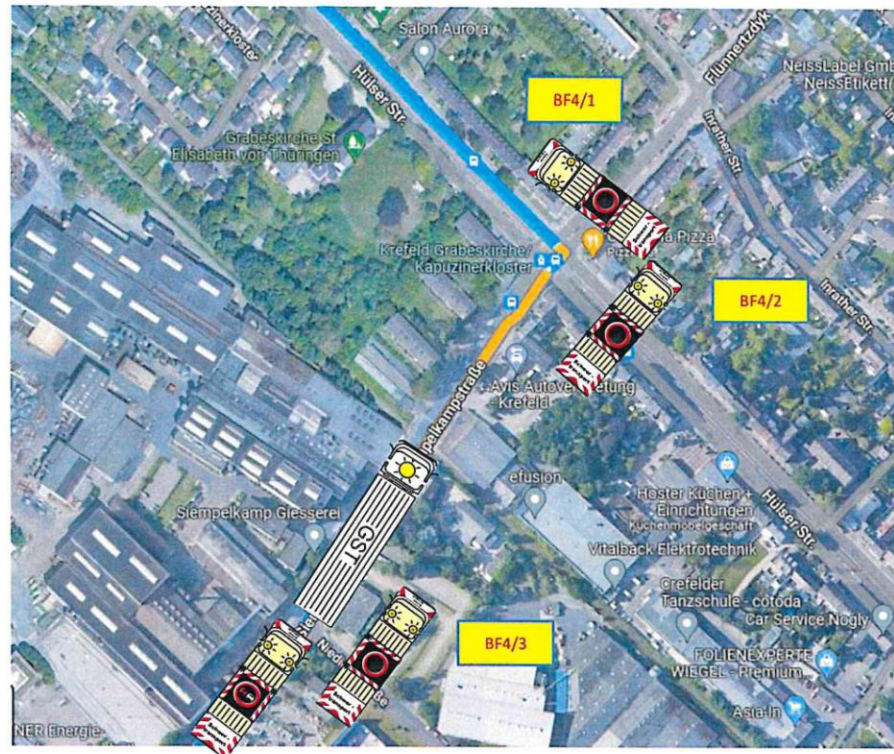 Salon Aurora
Flünnertzdyk
NeissLabel Gmb
- NeissEtikett
BF4/1
Hülser Str.
Inrather Str.
Grabeskirche St
Elisabeth von Thüringen
Pizza
Krefeld Grabeskirche/
Kapuzinerkloster
BF4/2
Inrather Str.
pelkampstraße
Avis Autove
tung
- Krefeld
efusion
Hoster Küchen +
Einrichtungen
Küchenmöbelgeschäft
Hülser Str.
GST
Siempelkamp Giesserei
Vitalback Elektrotechnik
Crefelder
Tanzschule - cotoda
Car Service Nogly
BF4/3
FOLIENEXPERTE
WIEGEL - Premium...
Asia-In
NER Energie-